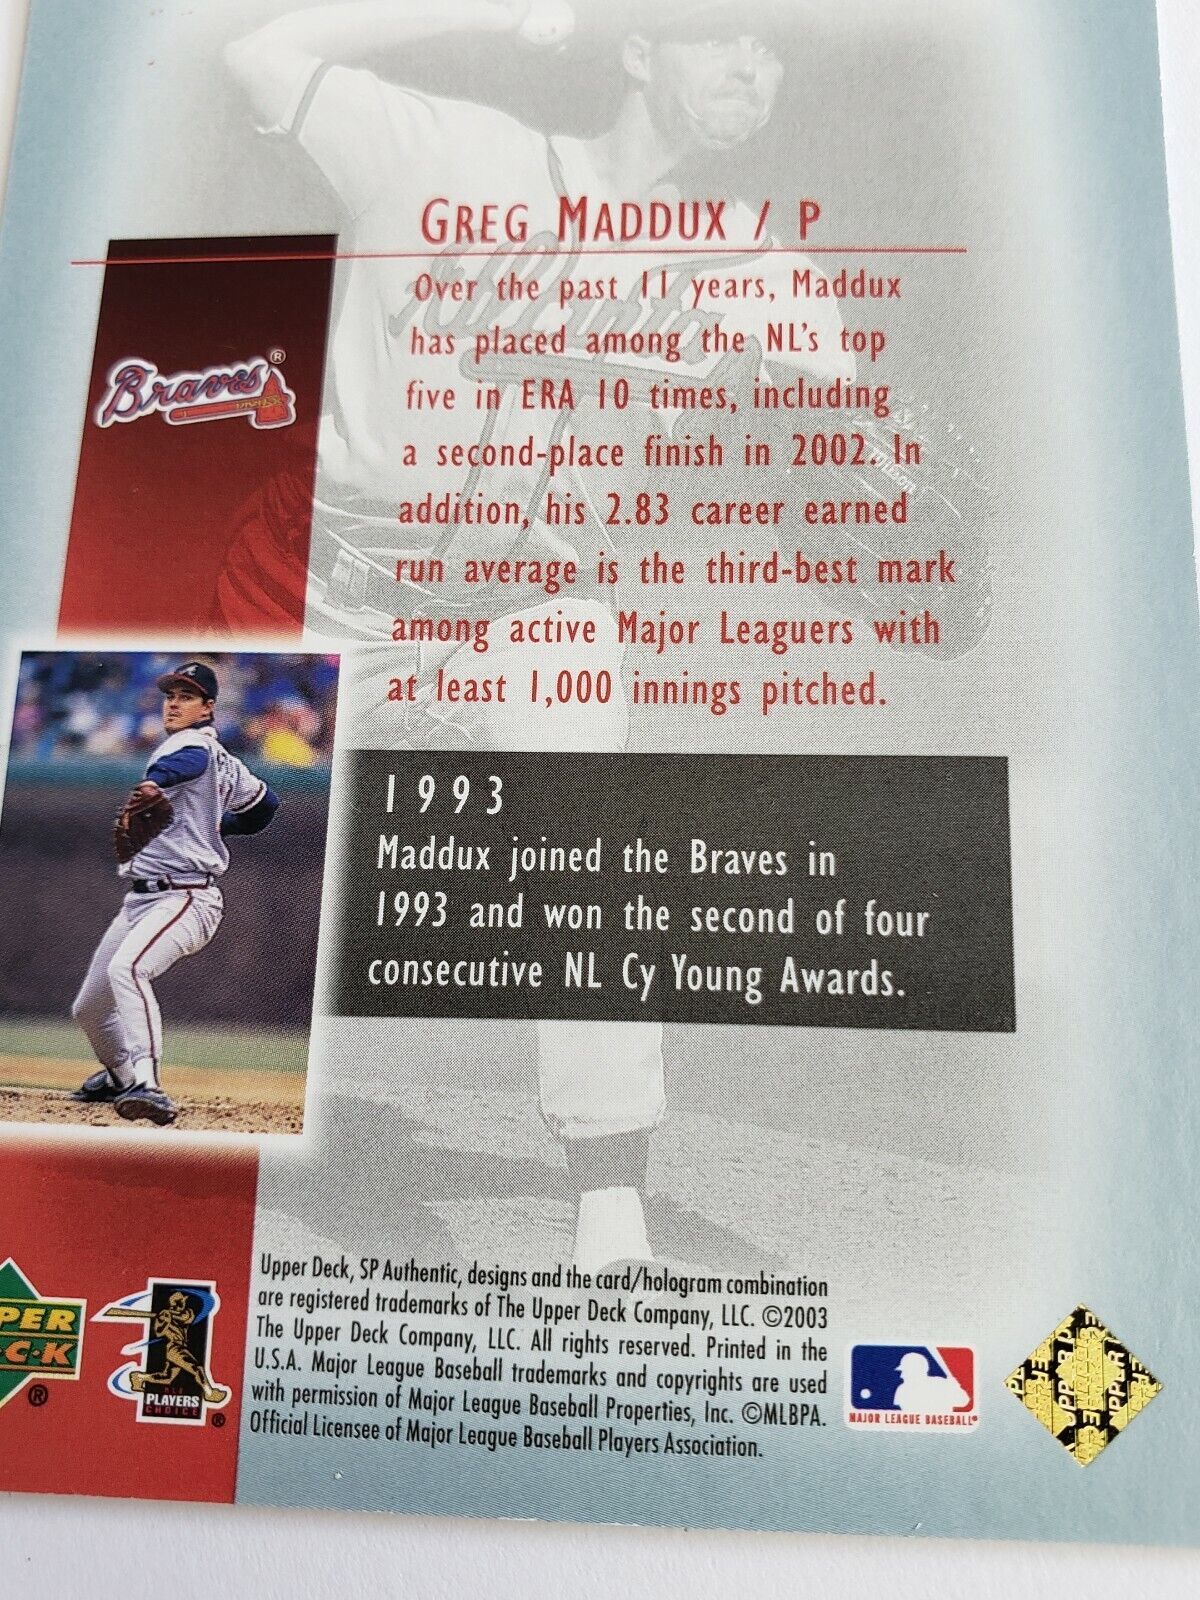 GREG MADDUX / P
Over the past 11 years, Maddux
has placed among the NL's top
five in ERA 10 times, including
a second-place finish in 2002. In
addition, his 2.83 career earned
run average is the third-best mark
among active Major Leaguers with
at least 1,000 innings pitched.
Braves®
Atlanta
Wilson
1993
Maddux joined the Braves in
1993 and won the second of four
consecutive NL Cy Young Awards.
Upper Deck, SP Authentic, designs and the card/hologram combination
are registered trademarks of The Upper Deck Company, LLC. ©2003
The Upper Deck Company, LLC. All rights reserved. Printed in the
U.S.A. Major League Baseball trademarks and copyrights are used
with permission of Major League Baseball Properties, Inc. ©MLBPA.
Official Licensee of Major League Baseball Players Association.
PER
C·K
®
PLAYERS
CHOICE
®
MAJOR LEAGUE BASEBALL®